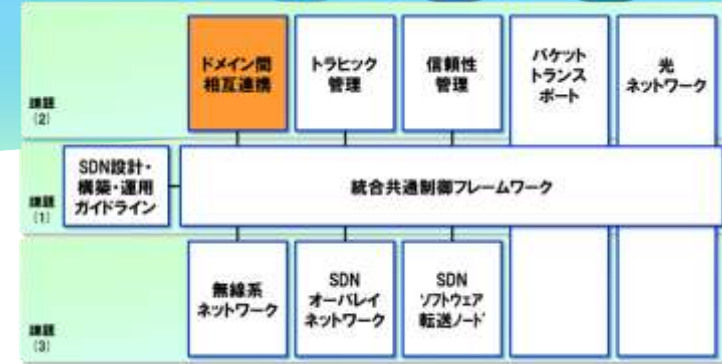 ドメイン間
相互連携
トラヒック
管理
信頼性
管理
パケット
トランス
ポート
光
ネットワーク
課題
(2)
SDN設計・
構築・運用
ガイドライン
統合共通制御フレームワーク
課題
(1)
無線系
ネットワーク
SDN
オーバレイ
ネットワーク
SDN
ソフトウェア
転送ノード
課題
(3)